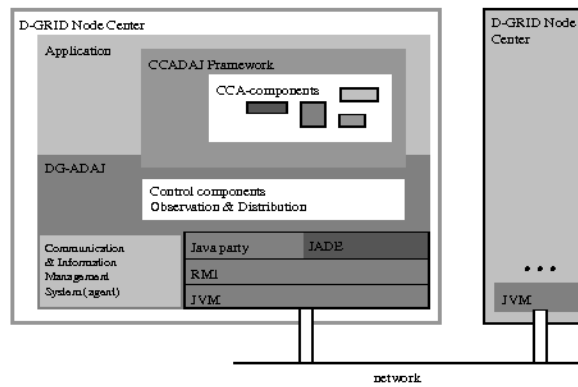 D-GRID Node Center
Application
CCADAJ Framework
CCA-components
DG-ADAJ
Control components
Observation & Distribution
Communication
& Information
Management
System(agent)
Java party
JADE
RMI
JVM
D-GRID Node
Center
...
JVM
network